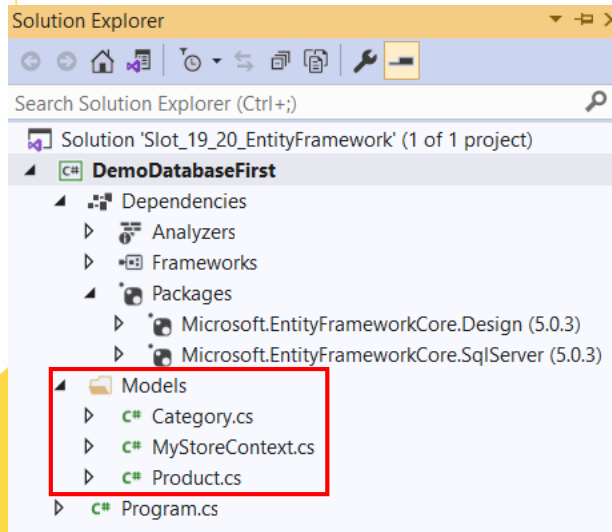 Solution Explorer
Search Solution Explorer (Ctrl+;)
Solution 'Slot_19_20_EntityFramework' (1 of 1 project)
C# DemoDatabaseFirst
Dependencies
Analyzers
Frameworks
Packages
Microsoft.EntityFrameworkCore.Design (5.0.3)
Microsoft.EntityFrameworkCore.SqlServer (5.0.3)
Models
C# Category.cs
C# MyStoreContext.cs
C# Product.cs
C# Program.cs